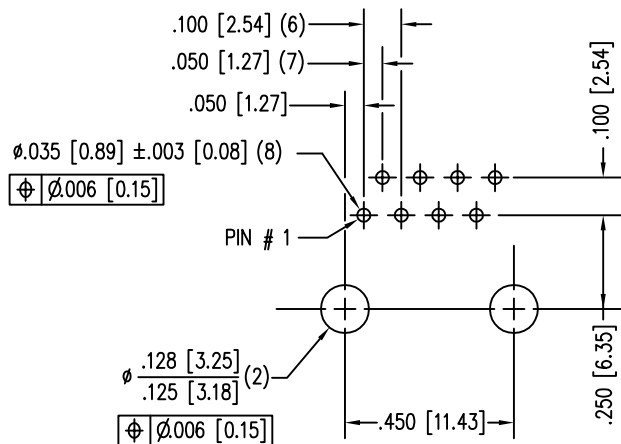 .100 [2.54] (6)
.050 [1.27] (7)
.050 [1.27]
ø.035 [0.89] ±.003 [0.08] (8)
⌖ Ø.006 [0.15]
PIN # 1
.100 [2.54]
.250 [6.35]
ø .128 [3.25]
.125 [3.18] (2)
⌖ Ø.006 [0.15]
.450 [11.43]